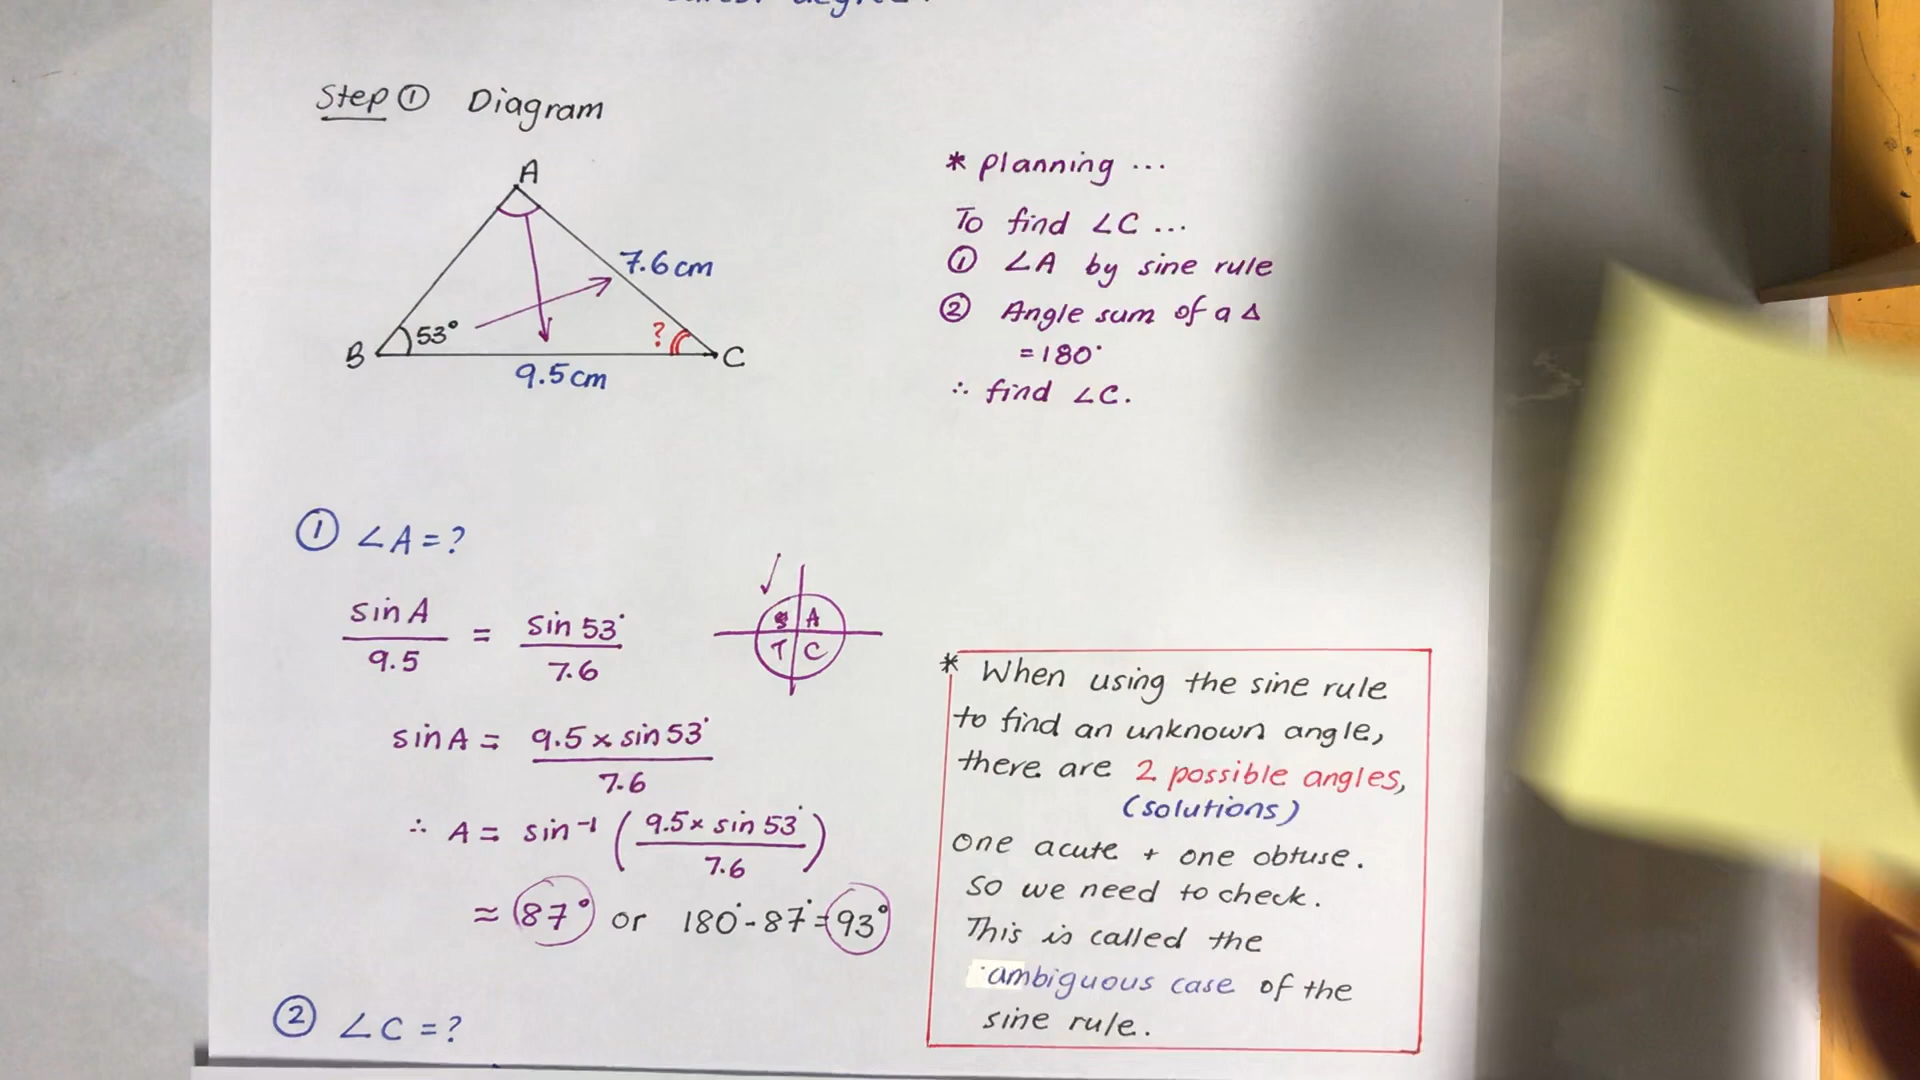 Step ① Diagram
A
7.6cm
B
53°
?
C
9.5cm
* planning ...
To find ∠C ...
① ∠A by sine rule
② Angle sum of a Δ
= 180°
∴ find ∠C.
① ∠A = ?
sin A / 9.5 = sin 53° / 7.6
S A
T C
sin A = 9.5 × sin 53° / 7.6
∴ A = sin⁻¹ ( 9.5 × sin 53° / 7.6 )
≈ 87° or 180° - 87° = 93°
② ∠C = ?
* When using the sine rule
to find an unknown angle,
there are 2 possible angles,
(solutions)
one acute + one obtuse.
So we need to check.
This is called the
ambiguous case of the
sine rule.